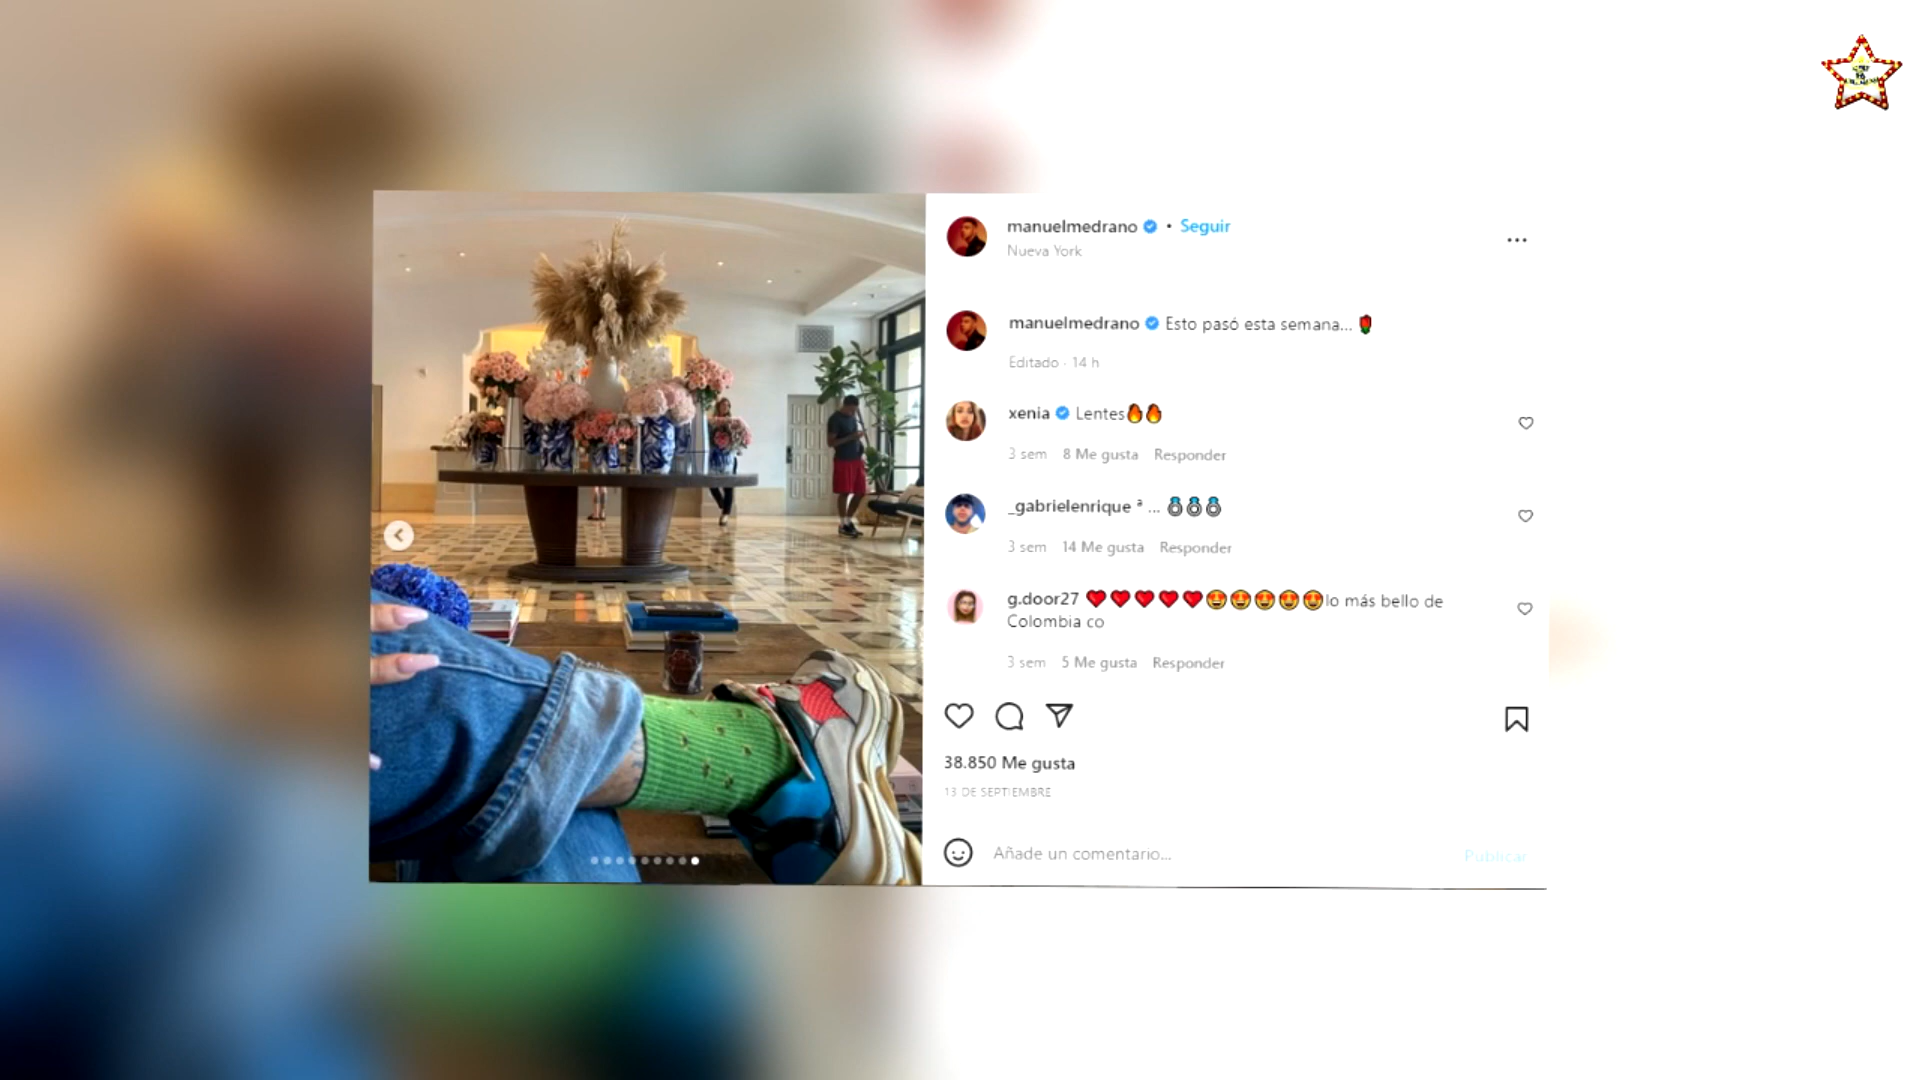 manuelmedrano • Seguir
Nueva York
manuelmedrano Esto pasó esta semana... 🌹
Editado · 14 h
xenia Lentes🔥🔥
3 sem 8 Me gusta Responder
_gabrielenrique ª ... 💍💍💍
3 sem 14 Me gusta Responder
g.door27 ❤️❤️❤️❤️❤️😍😍😍😍😍lo más bello de
Colombia co
3 sem 5 Me gusta Responder
38.850 Me gusta
13 DE SEPTIEMBRE
Añade un comentario... Publicar